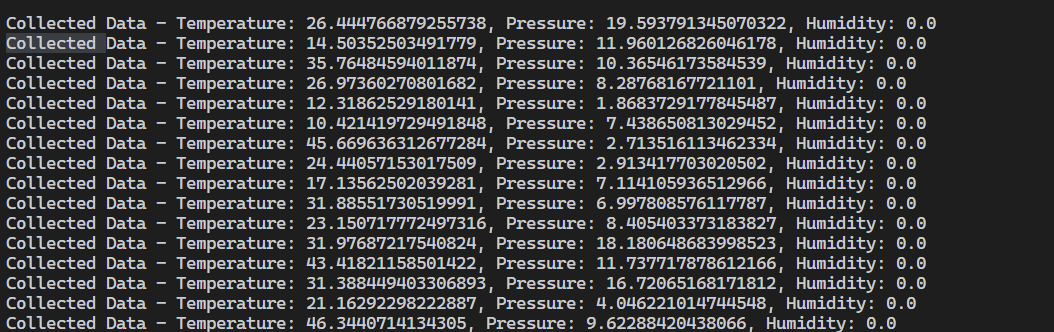 Collected Data - Temperature: 26.444766879255738, Pressure: 19.593791345070322, Humidity: 0.0
Collected Data - Temperature: 14.50352503491779, Pressure: 11.960126826046178, Humidity: 0.0
Collected Data - Temperature: 35.76484594011874, Pressure: 10.36546173584539, Humidity: 0.0
Collected Data - Temperature: 26.97360270801682, Pressure: 8.28768167721101, Humidity: 0.0
Collected Data - Temperature: 12.31862529180141, Pressure: 1.8683729177845487, Humidity: 0.0
Collected Data - Temperature: 10.421419729491848, Pressure: 7.438650813029452, Humidity: 0.0
Collected Data - Temperature: 45.669636312677284, Pressure: 2.713516113462334, Humidity: 0.0
Collected Data - Temperature: 24.44057153017509, Pressure: 2.913417703020502, Humidity: 0.0
Collected Data - Temperature: 17.13562502039281, Pressure: 7.114105936512966, Humidity: 0.0
Collected Data - Temperature: 31.88551730519991, Pressure: 6.997808576117787, Humidity: 0.0
Collected Data - Temperature: 23.150717772497316, Pressure: 8.405403373183827, Humidity: 0.0
Collected Data - Temperature: 31.97687217540824, Pressure: 18.180648683998523, Humidity: 0.0
Collected Data - Temperature: 43.41821158501422, Pressure: 11.737717878612166, Humidity: 0.0
Collected Data - Temperature: 31.388449403306893, Pressure: 16.72065168171812, Humidity: 0.0
Collected Data - Temperature: 21.16292298222887, Pressure: 4.046221014744548, Humidity: 0.0
Collected Data - Temperature: 46.3440714134305, Pressure: 9.62288420438066, Humidity: 0.0